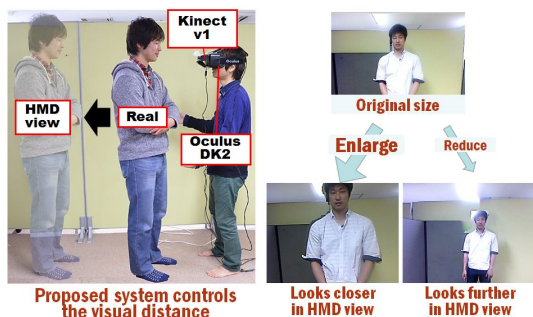 Kinect
v1
Oculus
HMD
view
Real
Oculus
DK2
Proposed system controls
the visual distance
Original size
Enlarge
Reduce
Looks closer
in HMD view
Looks further
in HMD view